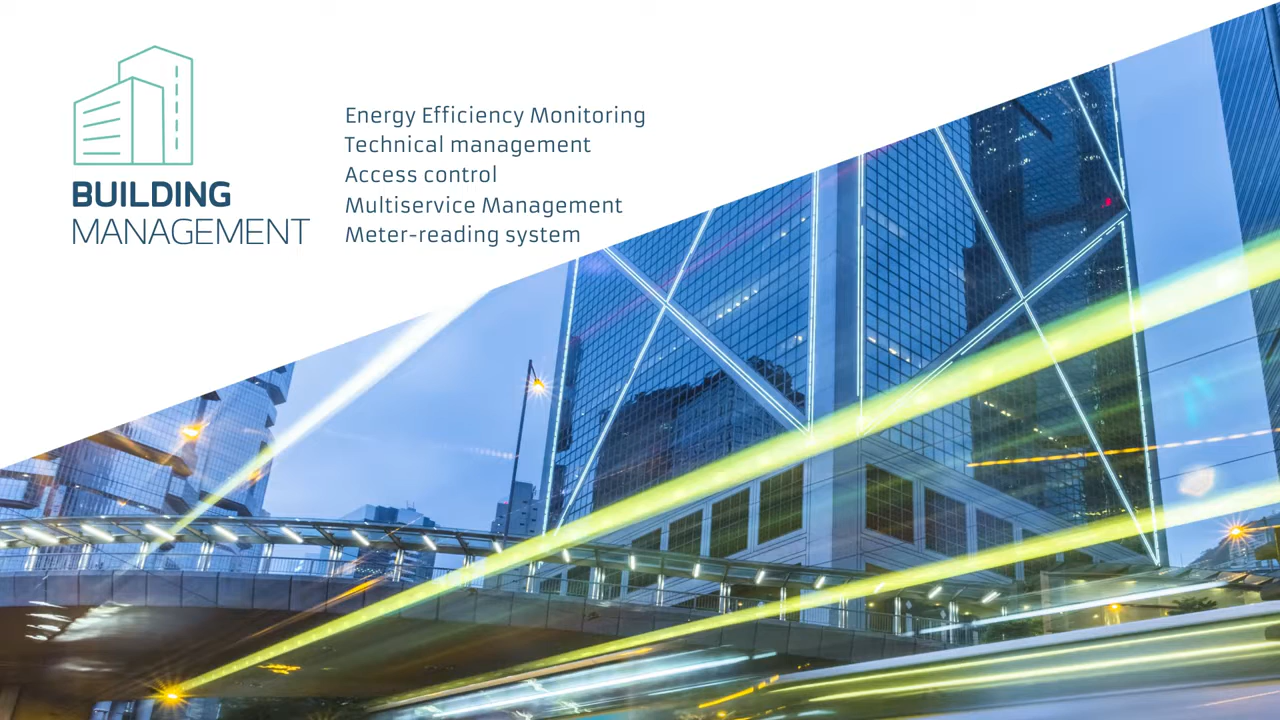 BUILDING
MANAGEMENT
Energy Efficiency Monitoring
Technical management
Access control
Multiservice Management
Meter-reading system